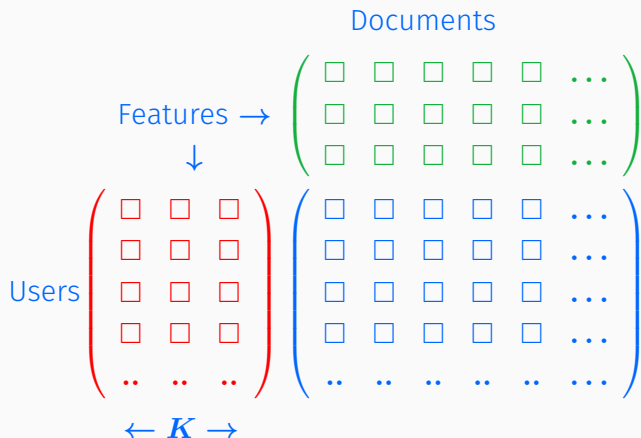 Documents
□ □ □ □ □ ...
Features → □ □ □ □ □ ...
↓ □ □ □ □ □ ...
□ □ □ □ □ □ □ □ ...
□ □ □ □ □ □ □ □ ...
Users □ □ □ □ □ □ □ □ ...
□ □ □ □ □ □ □ □ ...
.. .. .. .. .. .. .. .. ...
← K →